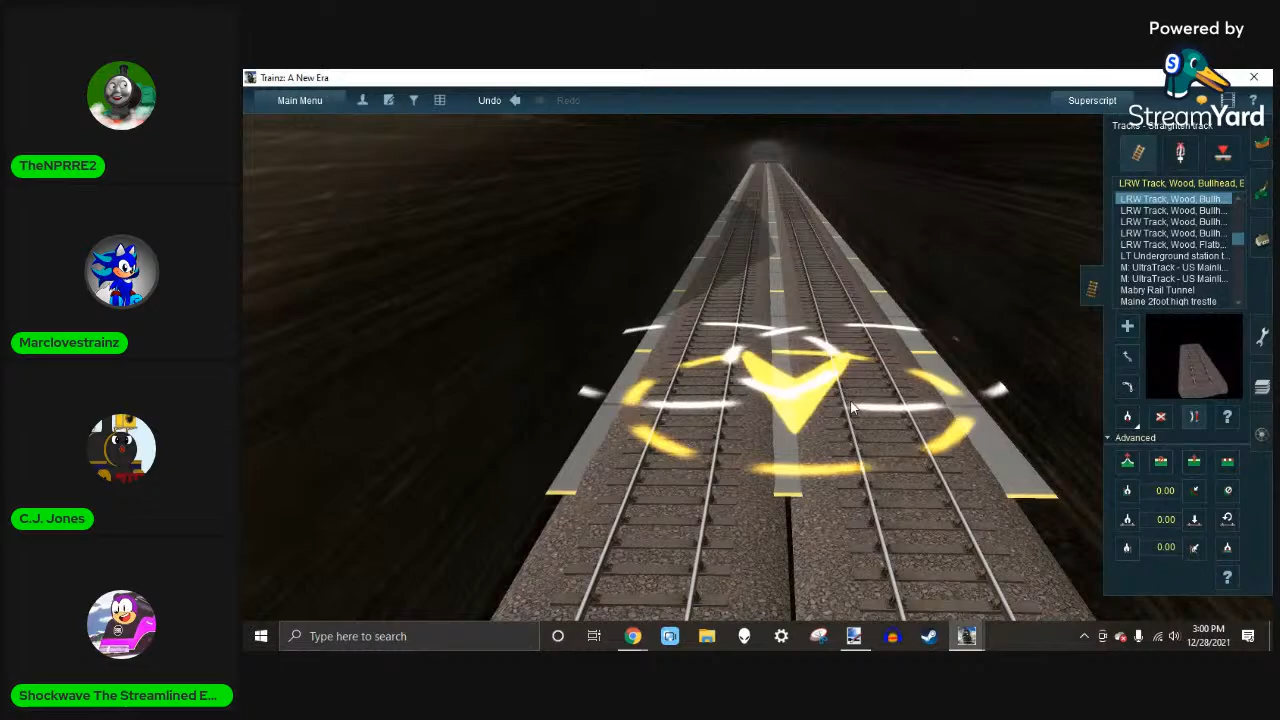 Powered by
StreamYard
TheNPRRE2
Marclovestrainz
C.J. Jones
Shockwave The Streamlined E...
Trainz: A New Era
Main Menu
Undo
Redo
Superscript
?
Tracks - Straighten track
LRW Track, Wood, Bullhead, E
LRW Track, Wood, Bullh...
LRW Track, Wood, Bullh...
LRW Track, Wood, Bullh...
LRW Track, Wood, Bullh...
LRW Track, Wood, Flatb...
LT Underground station t...
M: UltraTrack - US Mainli...
M: UltraTrack - US Mainli...
Mabry Rail Tunnel
Maine 2foot high trestle
?
Advanced
0.00
0.00
0.00
?
Type here to search
3:00 PM
12/28/2021